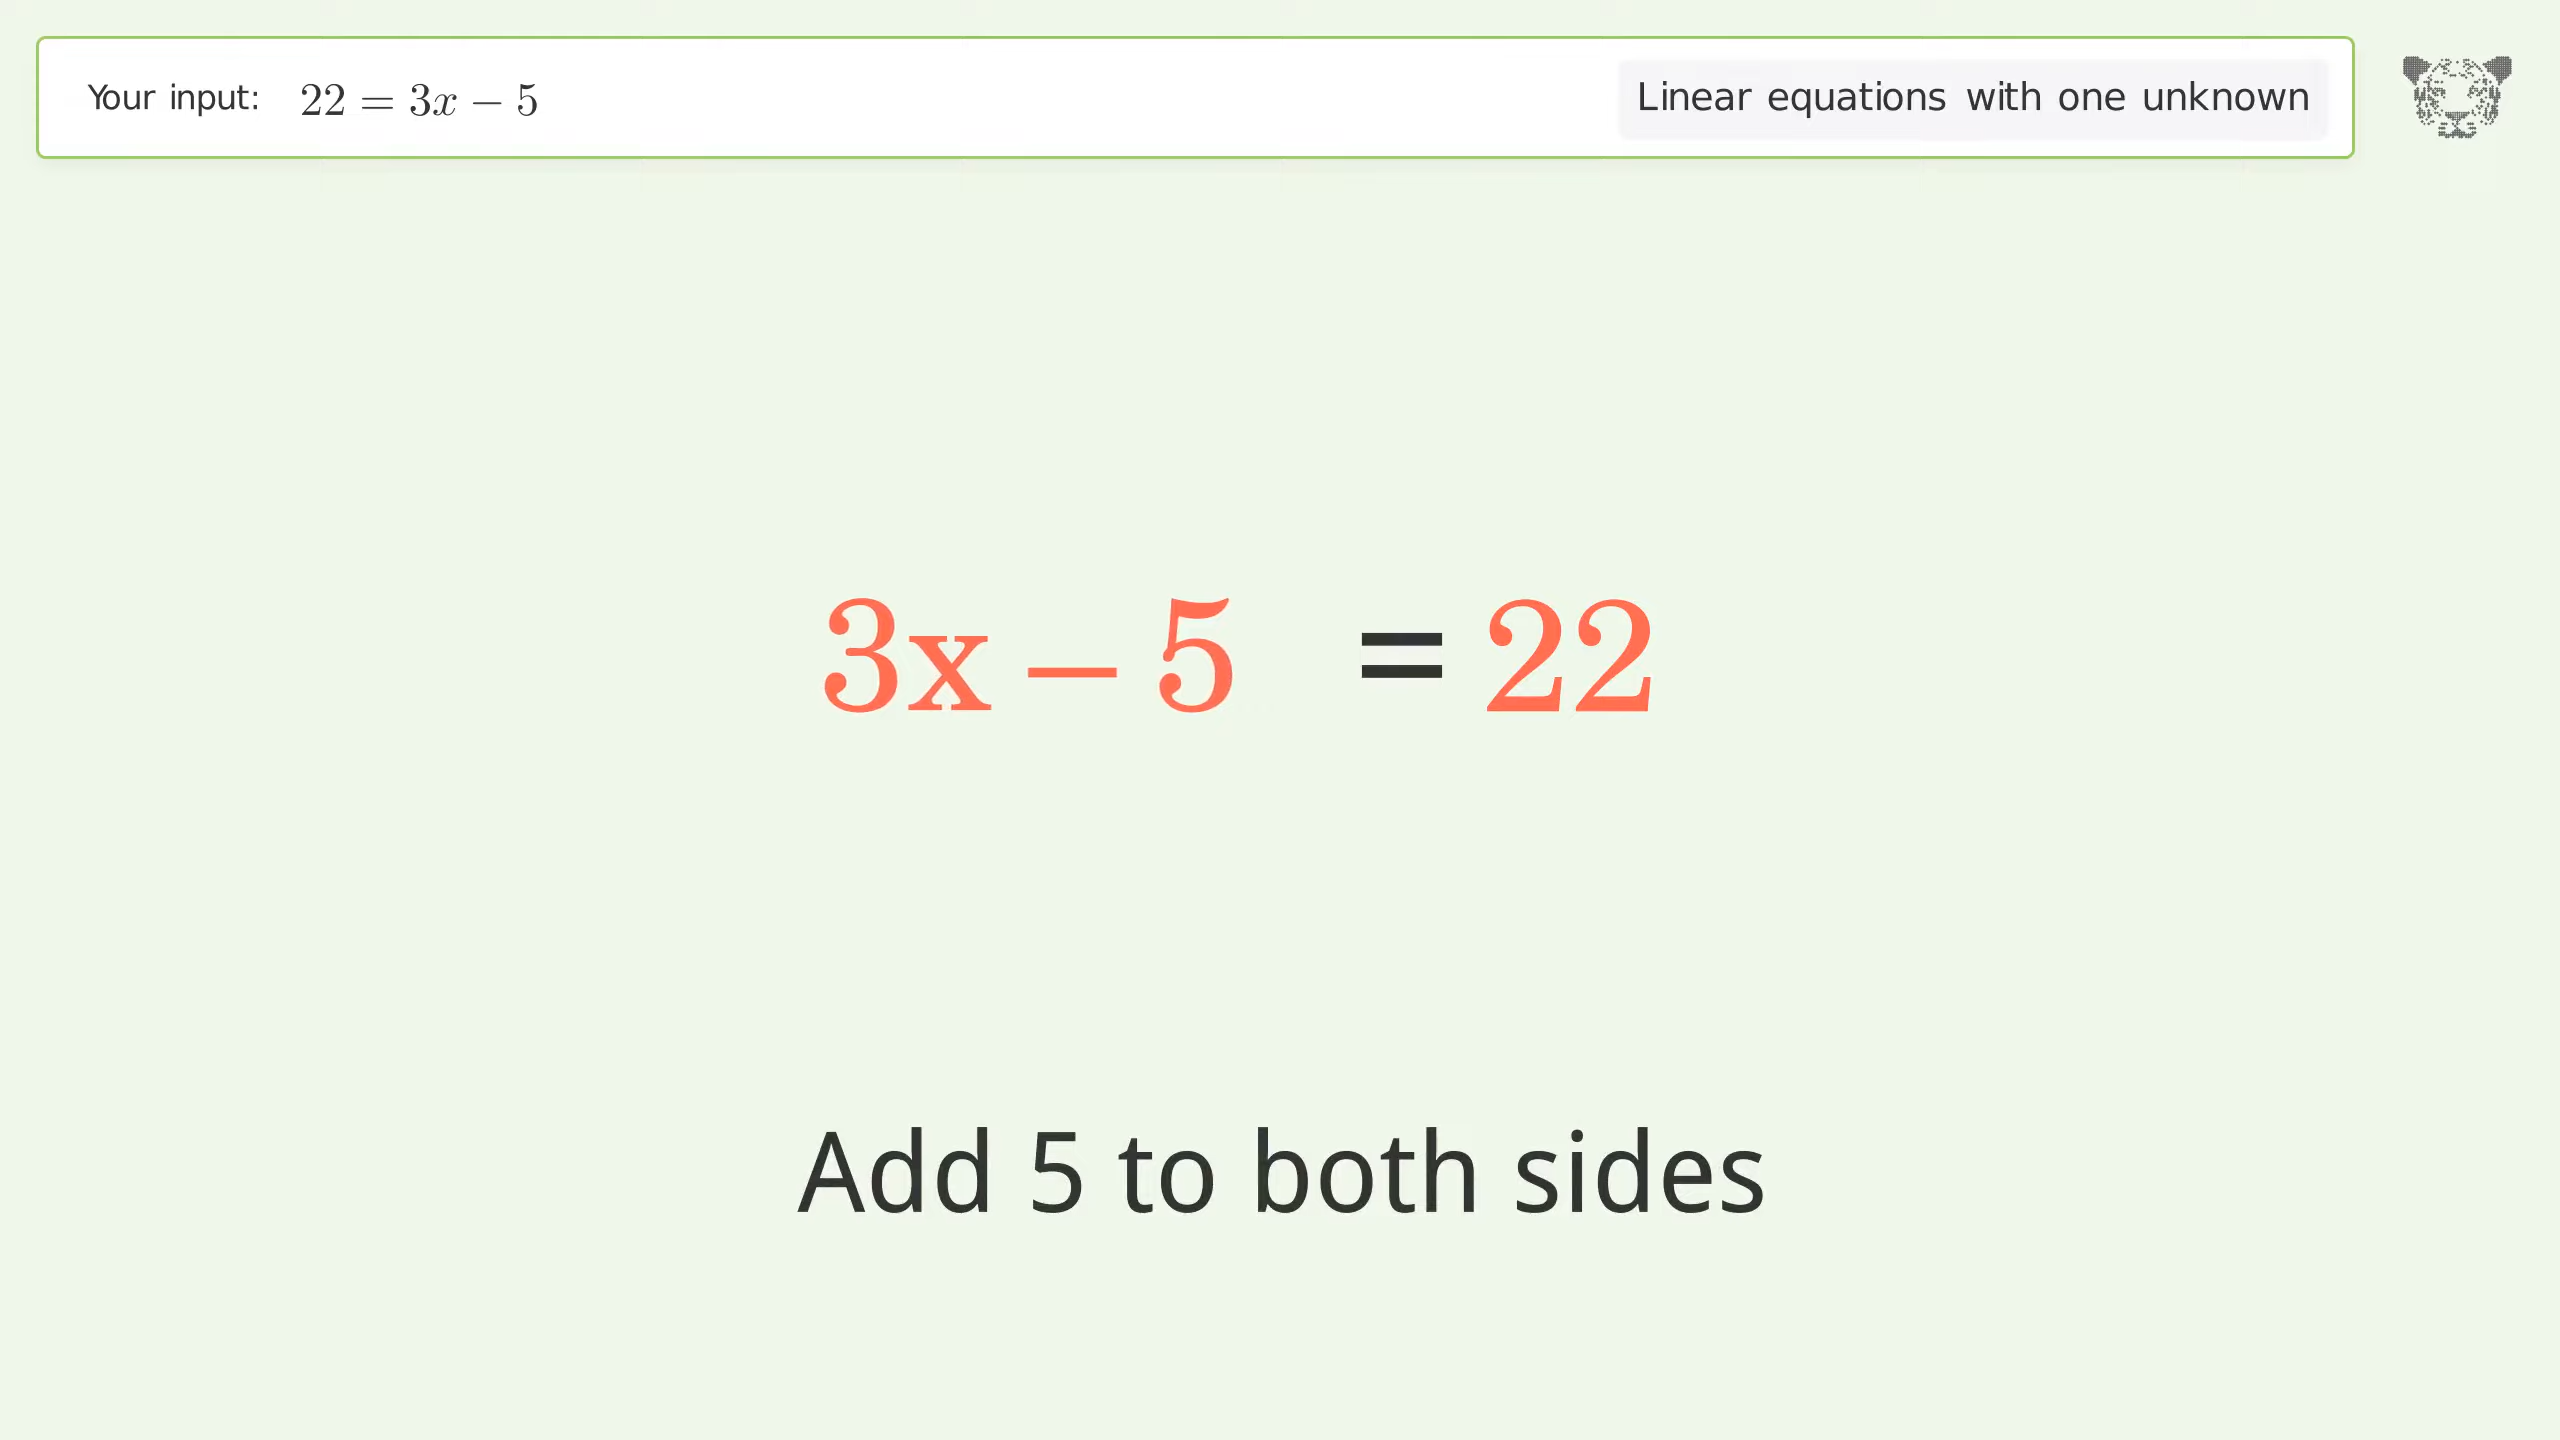 Your input: 22 = 3x − 5
Linear equations with one unknown
3x − 5 = 22
Add 5 to both sides